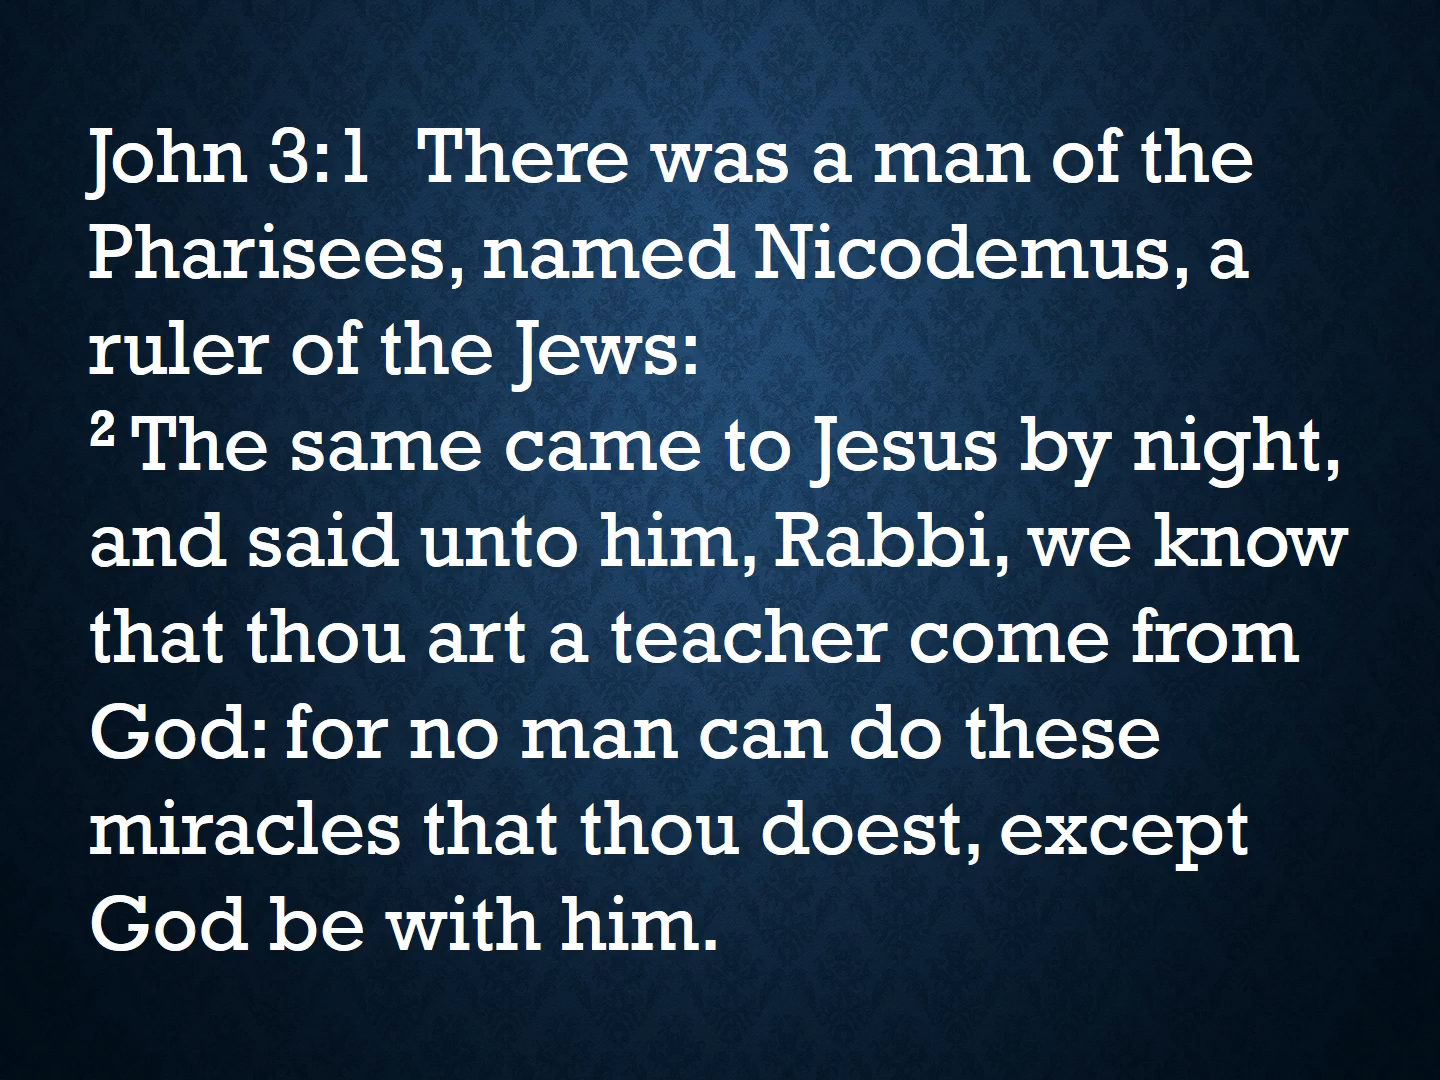 John 3:1  There was a man of the
Pharisees, named Nicodemus, a
ruler of the Jews:
² The same came to Jesus by night,
and said unto him, Rabbi, we know
that thou art a teacher come from
God: for no man can do these
miracles that thou doest, except
God be with him.